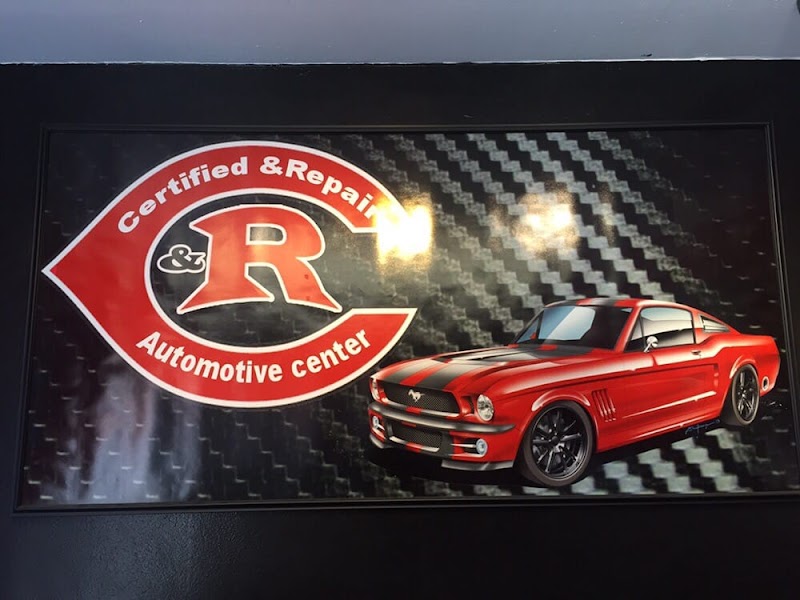 Certified &Repair
&R
Automotive center